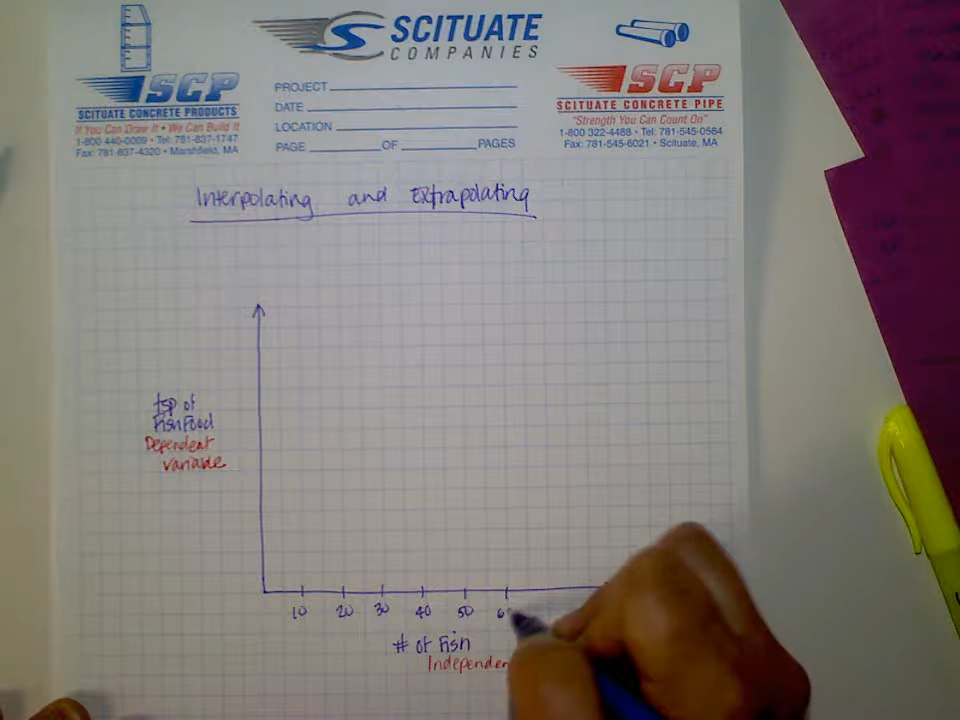 SCITUATE
COMPANIES
SCP
SCITUATE CONCRETE PRODUCTS
If You Can Draw It • We Can Build It
1-800 440-0009 • Tel: 781-837-1747
Fax: 781-837-4320 • Marshfield, MA
PROJECT
DATE
LOCATION
PAGE OF PAGES
SCP
SCITUATE CONCRETE PIPE
"Strength You Can Count On"
1-800 322-4488 • Tel: 781-545-0564
Fax: 781-545-6021 • Scituate, MA
Interpolating and Extrapolating
tsp of
Fish Food
Dependent
variable
10 20 30 40 50
# of Fish